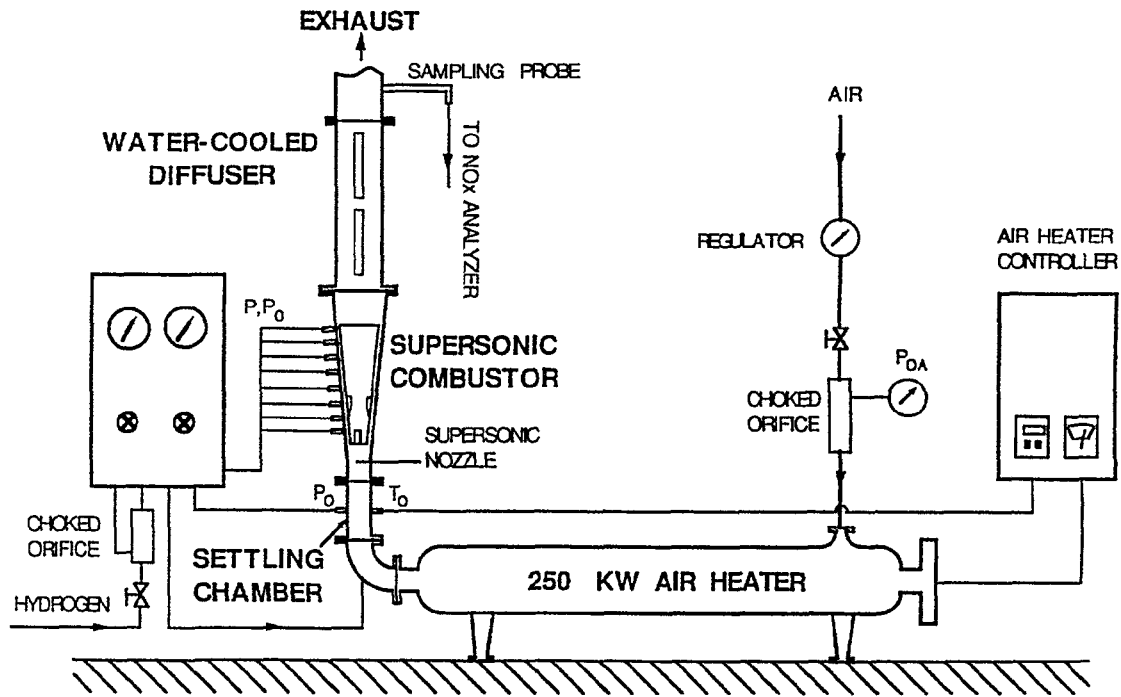 EXHAUST
SAMPLING PROBE
AIR
WATER-COOLED
DIFFUSER
TO NOx ANALYZER
REGULATOR
AIR HEATER
CONTROLLER
P,P₀
SUPERSONIC
COMBUSTOR
P₀A
CHOKED
ORIFICE
SUPERSONIC
NOZZLE
P₀
T₀
CHOKED
ORIFICE
SETTLING
CHAMBER
250 KW AIR HEATER
HYDROGEN